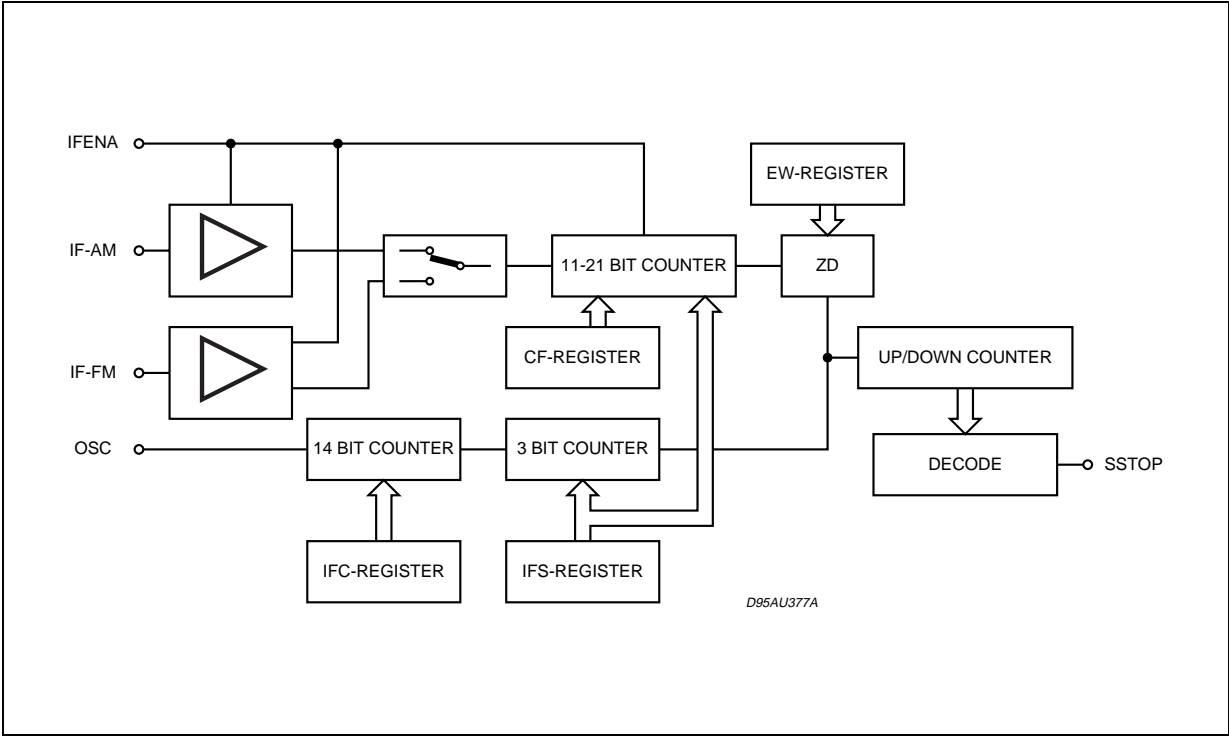 IFENA
EW-REGISTER
IF-AM
11-21 BIT COUNTER
ZD
CF-REGISTER
UP/DOWN COUNTER
IF-FM
OSC
14 BIT COUNTER
3 BIT COUNTER
DECODE
SSTOP
IFC-REGISTER
IFS-REGISTER
D95AU377A